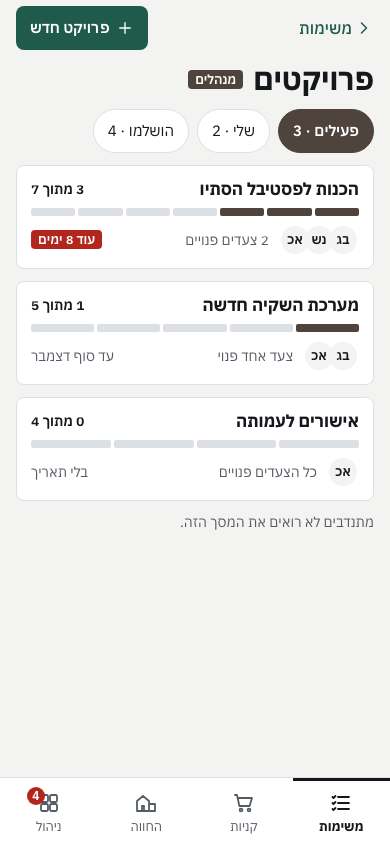 משימות
פרויקט חדש
פרויקטים
מנהלים
פעילים · 3
שלי · 2
הושלמו · 4
הכנות לפסטיבל הסתיו
3 מתוך 7
בג
נש
אכ
2 צעדים פנויים
עוד 8 ימים
מערכת השקיה חדשה
1 מתוך 5
בג
אכ
צעד אחד פנוי
עד סוף דצמבר
אישורים לעמותה
0 מתוך 4
אכ
כל הצעדים פנויים
בלי תאריך
מתנדבים לא רואים את המסך הזה.
משימות
קניות
החווה
ניהול
4